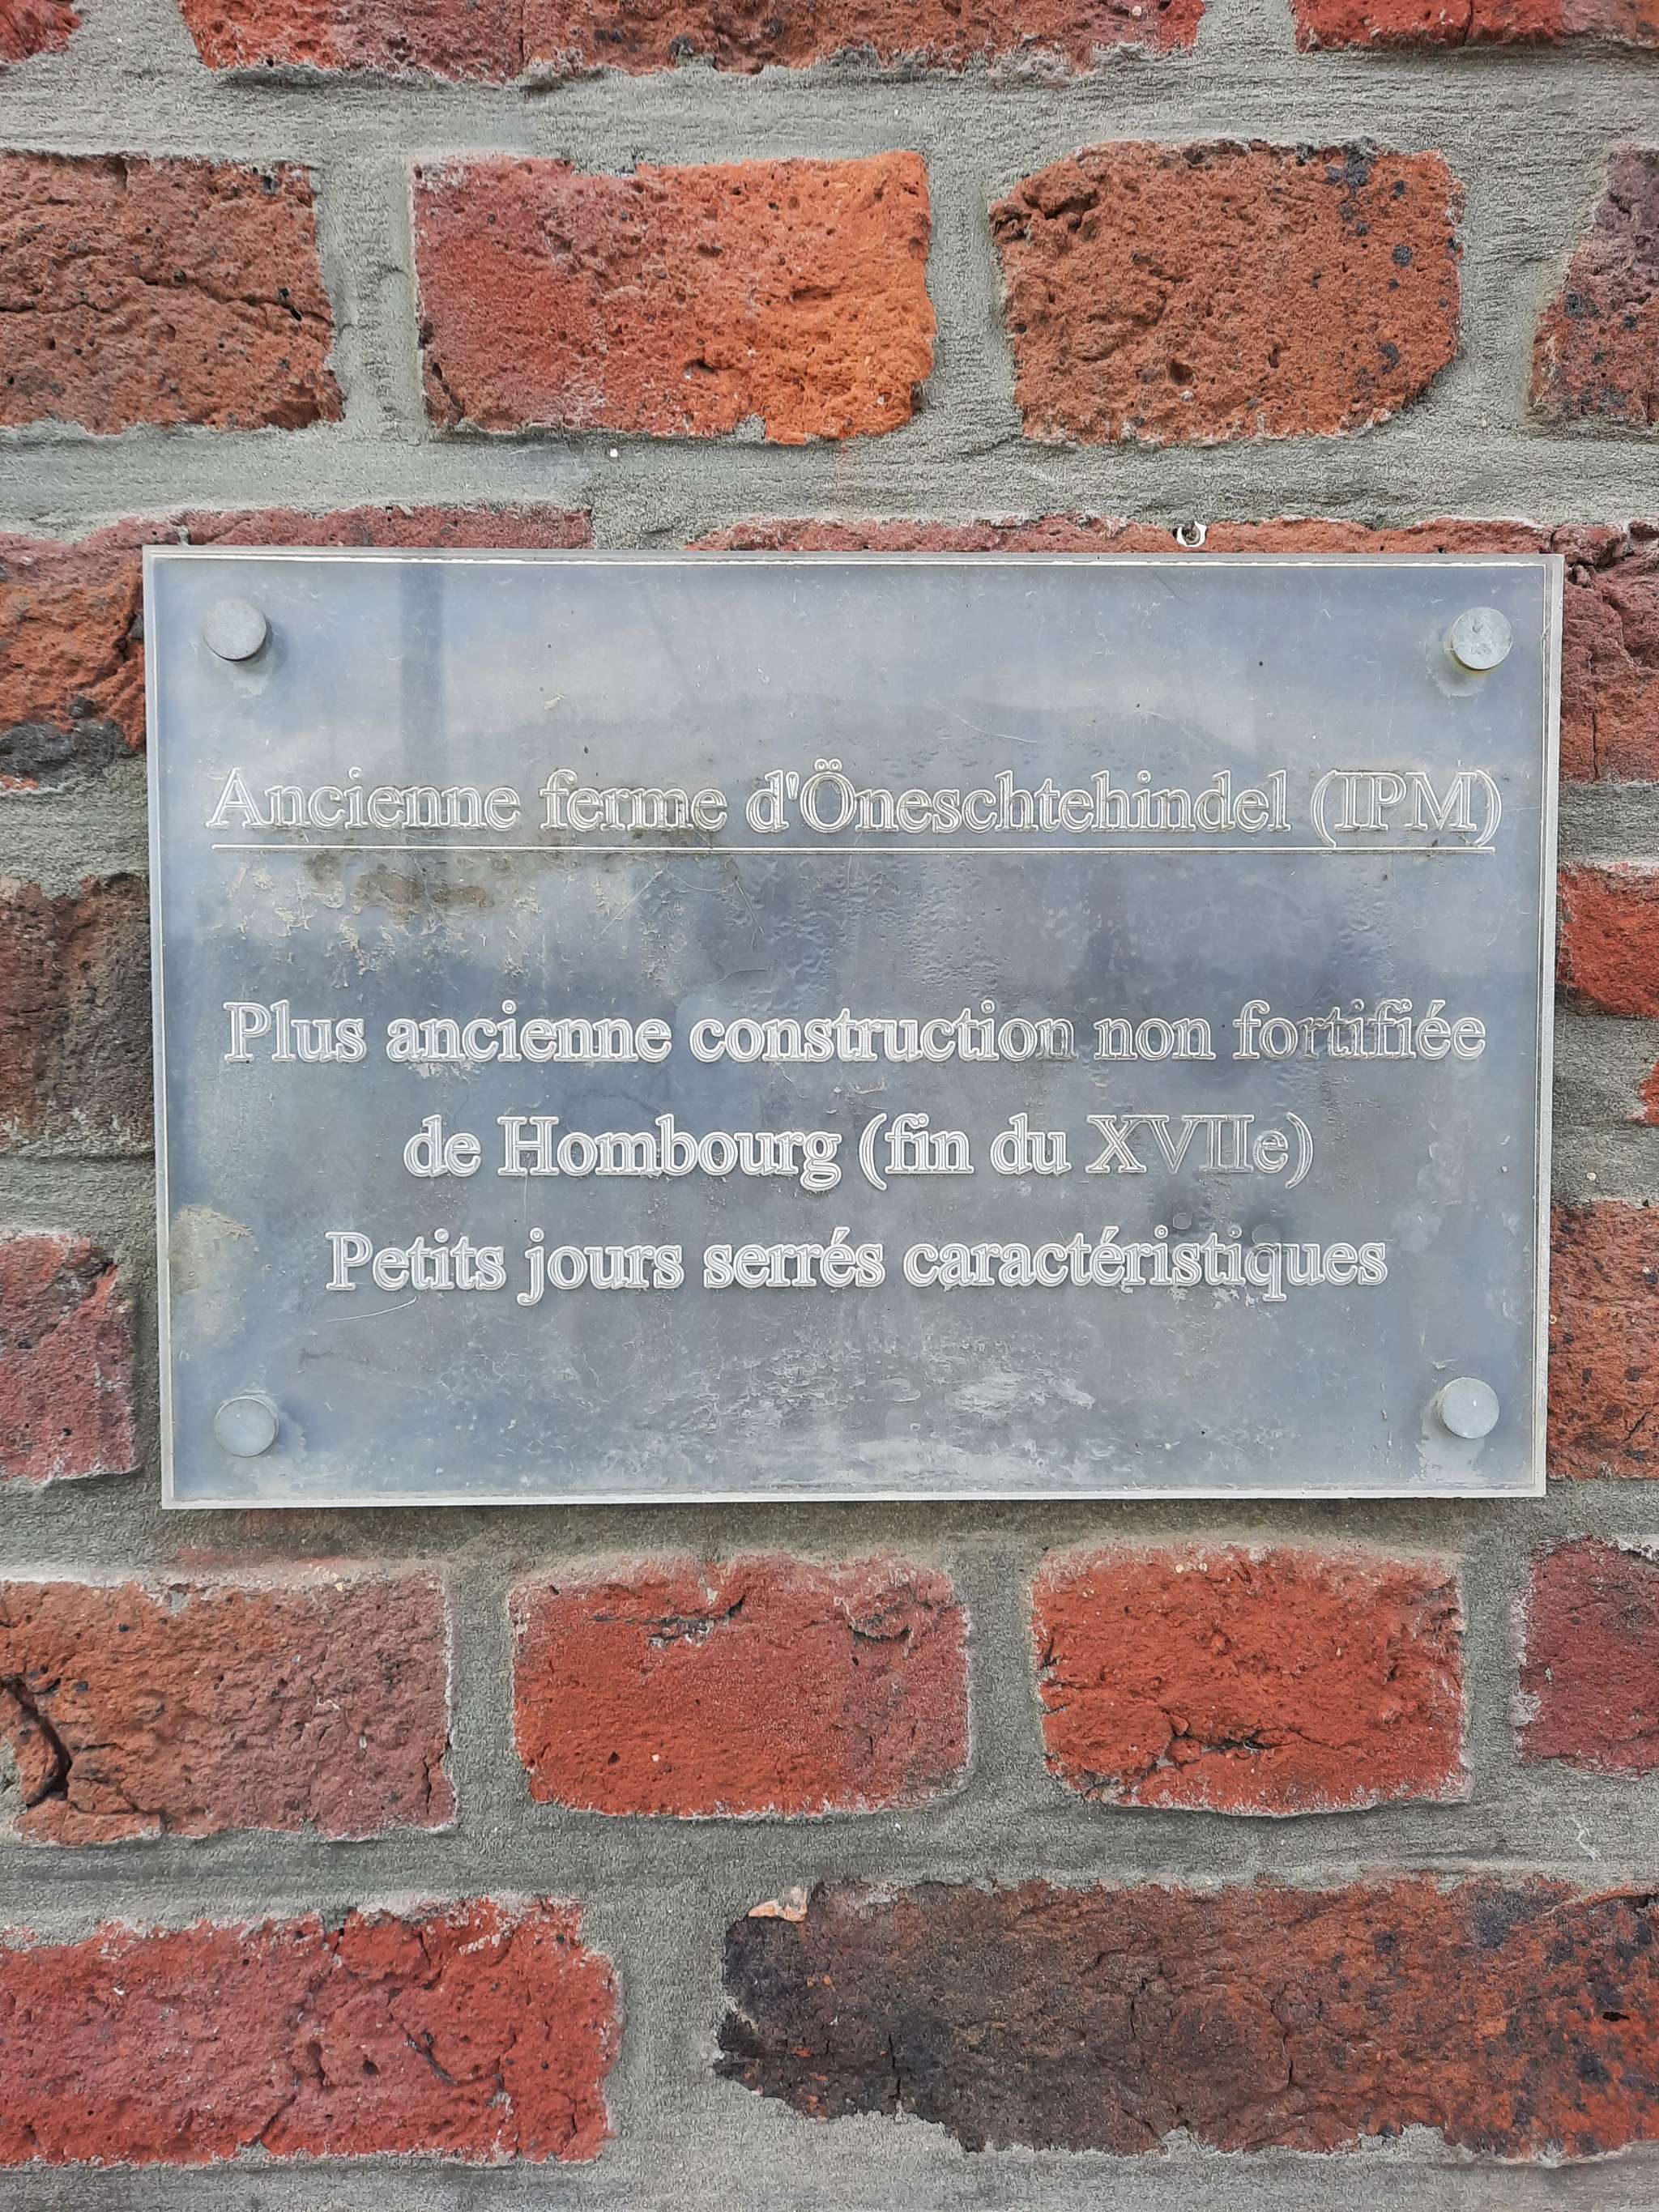 Ancienne ferme d'Öneschtehindel (IPM)
Plus ancienne construction non fortifiée
de Hombourg (fin du XVIIe)
Petits jours serrés caractéristiques